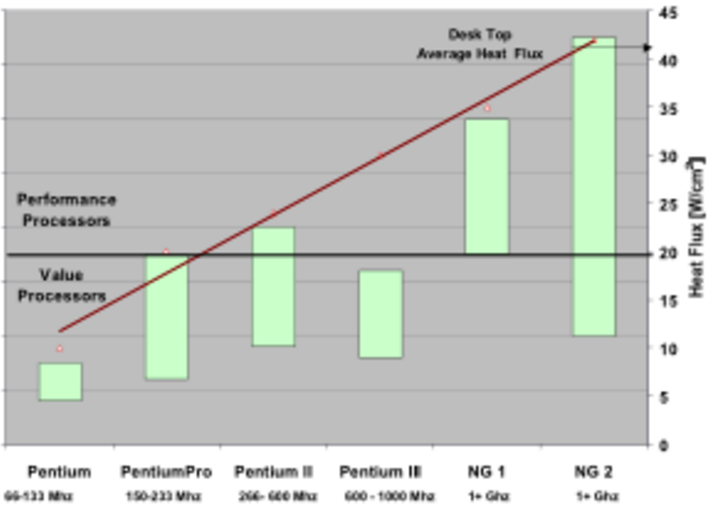 45
Desk Top
Average Heat Flux
40
35
30
Performance
Processors
25
20
Value
Processors
15
10
5
0
Heat Flux [W/cm²]
Pentium PentiumPro Pentium II Pentium III NG 1 NG 2
66-133 Mhz 150-233 Mhz 266- 600 Mhz 600 - 1000 Mhz 1+ Ghz 1+ Ghz